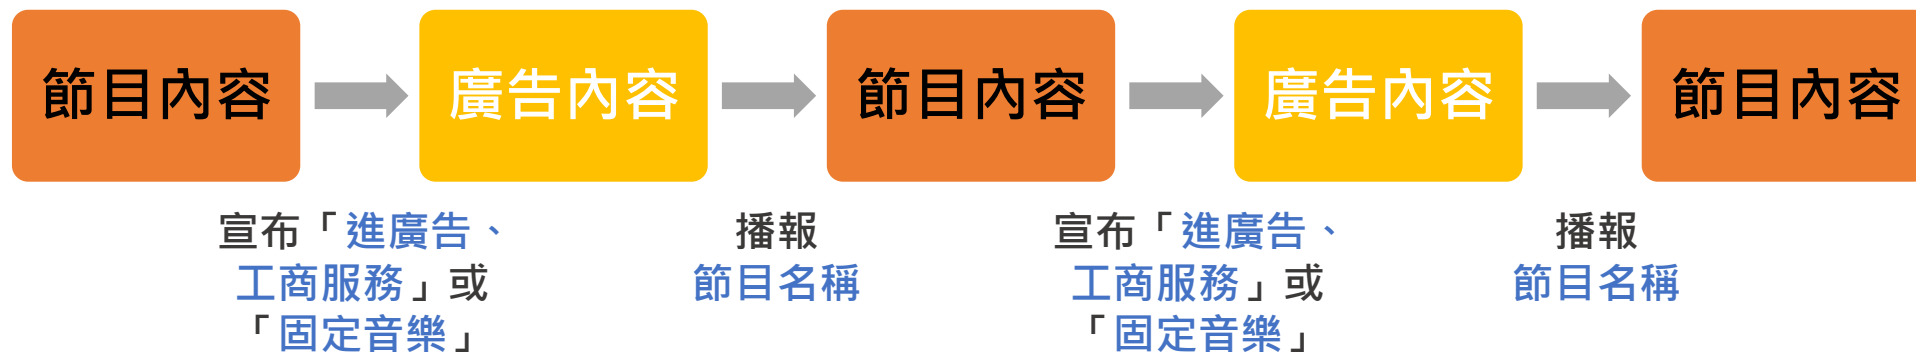 節目內容
廣告內容
節目內容
廣告內容
節目內容
宣布「進廣告、
工商服務」或
「固定音樂」
播報
節目名稱
宣布「進廣告、
工商服務」或
「固定音樂」
播報
節目名稱